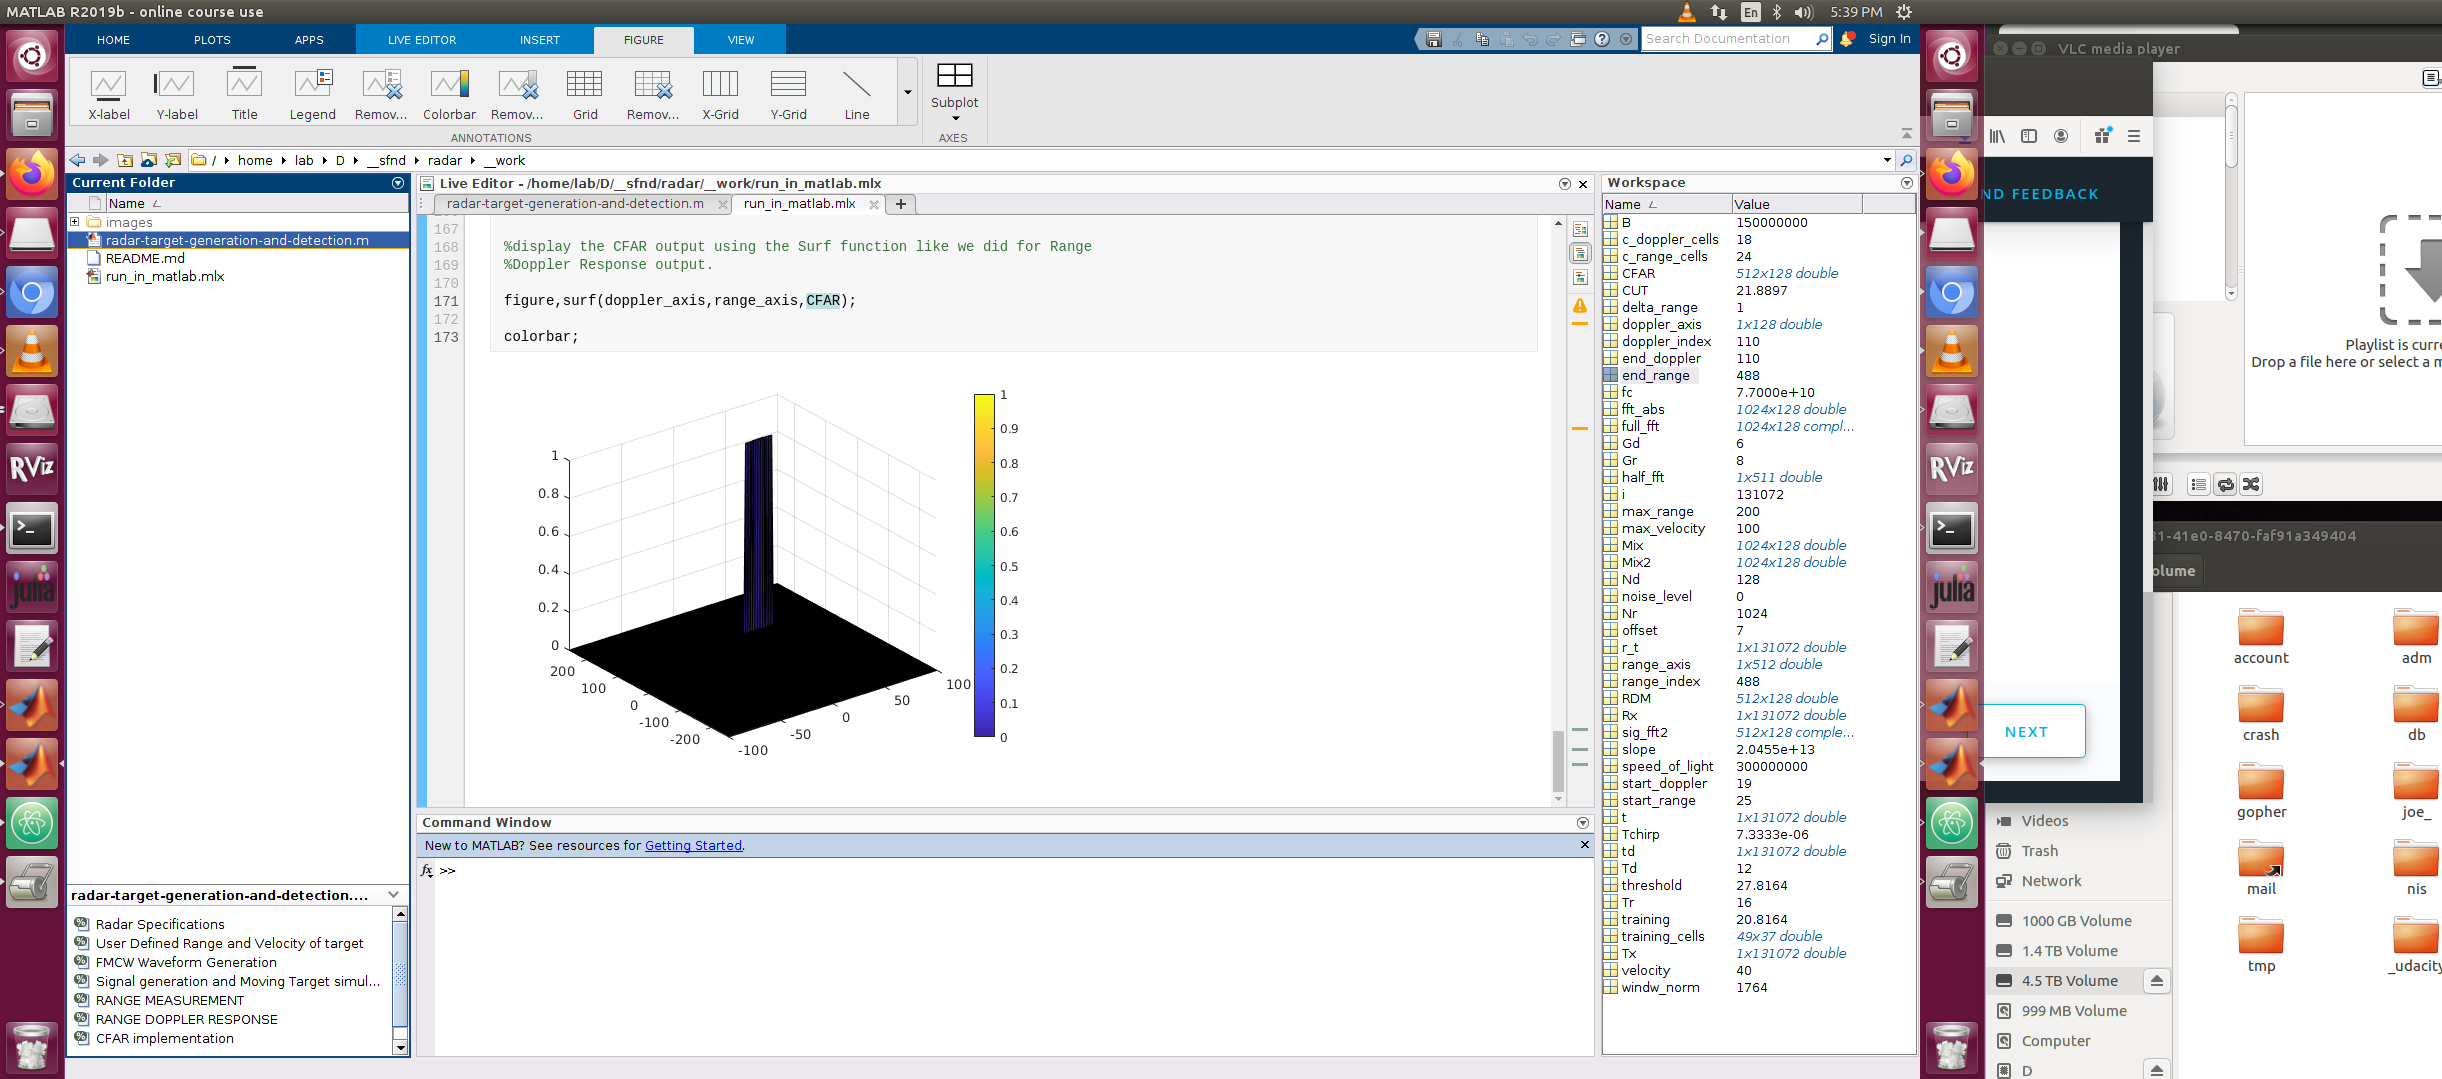 MATLAB R2019b - online course use
En
5:39 PM
HOME
PLOTS
APPS
LIVE EDITOR
INSERT
FIGURE
VIEW
Search Documentation
Sign In
X-label
Y-label
Title
Legend
Remov...
Colorbar
Remov...
Grid
Remov...
X-Grid
Y-Grid
Line
Subplot
ANNOTATIONS
AXES
/ home lab D __sfnd radar __work
Current Folder
Name
images
radar-target-generation-and-detection.m
README.md
run_in_matlab.mlx
radar-target-generation-and-detection....
Radar Specifications
User Defined Range and Velocity of target
FMCW Waveform Generation
Signal generation and Moving Target simul...
RANGE MEASUREMENT
RANGE DOPPLER RESPONSE
CFAR implementation
Live Editor - /home/lab/D/__sfnd/radar/__work/run_in_matlab.mlx
radar-target-generation-and-detection.m
run_in_matlab.mlx
167
168 %display the CFAR output using the Surf function like we did for Range
169 %Doppler Response output.
170
171 figure,surf(doppler_axis,range_axis,CFAR);
172
173 colorbar;
1
0.8
0.6
0.4
0.2
0
200
100
0
-100
-200
-100
-50
0
50
100
1
0.9
0.8
0.7
0.6
0.5
0.4
0.3
0.2
0.1
0
Command Window
New to MATLAB? See resources for Getting Started.
fx >>
Workspace
Name Value
B 150000000
c_doppler_cells 18
c_range_cells 24
CFAR 512x128 double
CUT 21.8897
delta_range 1
doppler_axis 1x128 double
doppler_index 110
end_doppler 110
end_range 488
fc 7.7000e+10
fft_abs 1024x128 double
full_fft 1024x128 compl...
Gd 6
Gr 8
half_fft 1x511 double
i 131072
max_range 200
max_velocity 100
Mix 1024x128 double
Mix2 1024x128 double
Nd 128
noise_level 0
Nr 1024
offset 7
r_t 1x131072 double
range_axis 1x512 double
range_index 488
RDM 512x128 double
Rx 1x131072 double
sig_fft2 512x128 comple...
slope 2.0455e+13
speed_of_light 300000000
start_doppler 19
start_range 25
t 1x131072 double
Tchirp 7.3333e-06
td 1x131072 double
Td 12
threshold 27.8164
Tr 16
training 20.8164
training_cells 49x37 double
Tx 1x131072 double
velocity 40
windw_norm 1764
RViz
julia
RViz
julia
VLC media player
ND FEEDBACK
Playlist is curre
Drop a file here or select a m
31-41e0-8470-faf91a349404
olume
NEXT
account
adm
crash
db
gopher
joe_
mail
nis
tmp
_udacity
Videos
Trash
Network
1000 GB Volume
1.4 TB Volume
4.5 TB Volume
999 MB Volume
Computer
D